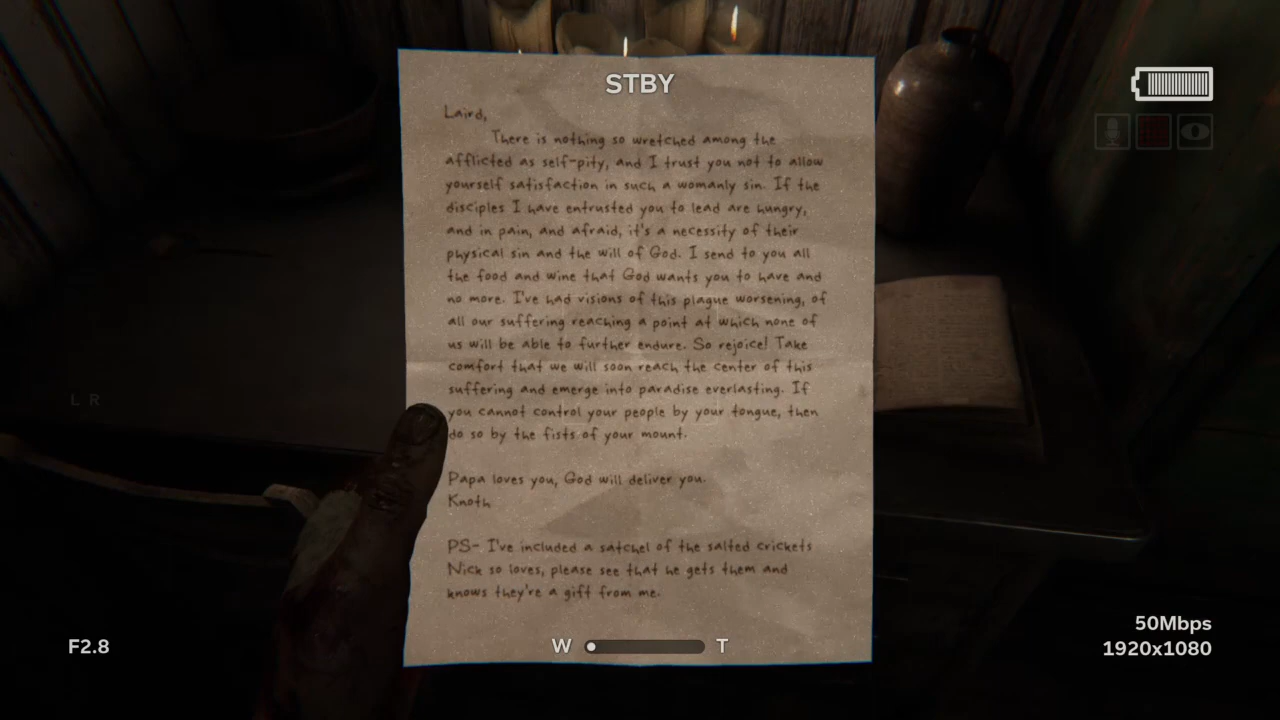 STBY
Laird,
There is nothing so wretched among the
afflicted as self-pity, and I trust you not to allow
yourself satisfaction in such a womanly sin. If the
disciples I have entrusted you to lead are hungry,
and in pain, and afraid, it's a necessity of their
physical sin and the will of God. I send to you all
the food and wine that God wants you to have and
no more. I've had visions of this plague worsening, of
all our suffering reaching a point at which none of
us will be able to further endure. So rejoice! Take
comfort that we will soon reach the center of this
suffering and emerge into paradise everlasting. If
you cannot control your people by your tongue, then
do so by the fists of your mount.
Papa loves you, God will deliver you.
Knoth
PS-. I've included a satchel of the salted crickets
Nick so loves, please see that he gets them and
knows they're a gift from me.
L R
F2.8
W T
50Mbps
1920x1080